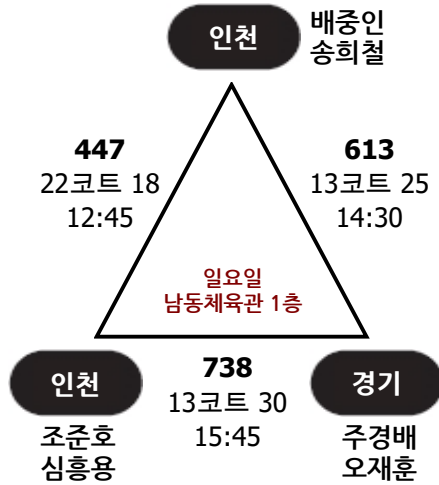 인천
배중인
송희철
447
22코트 18
12:45
613
13코트 25
14:30
일요일
남동체육관 1층
인천
조준호
심흥용
738
13코트 30
15:45
경기
주경배
오재훈